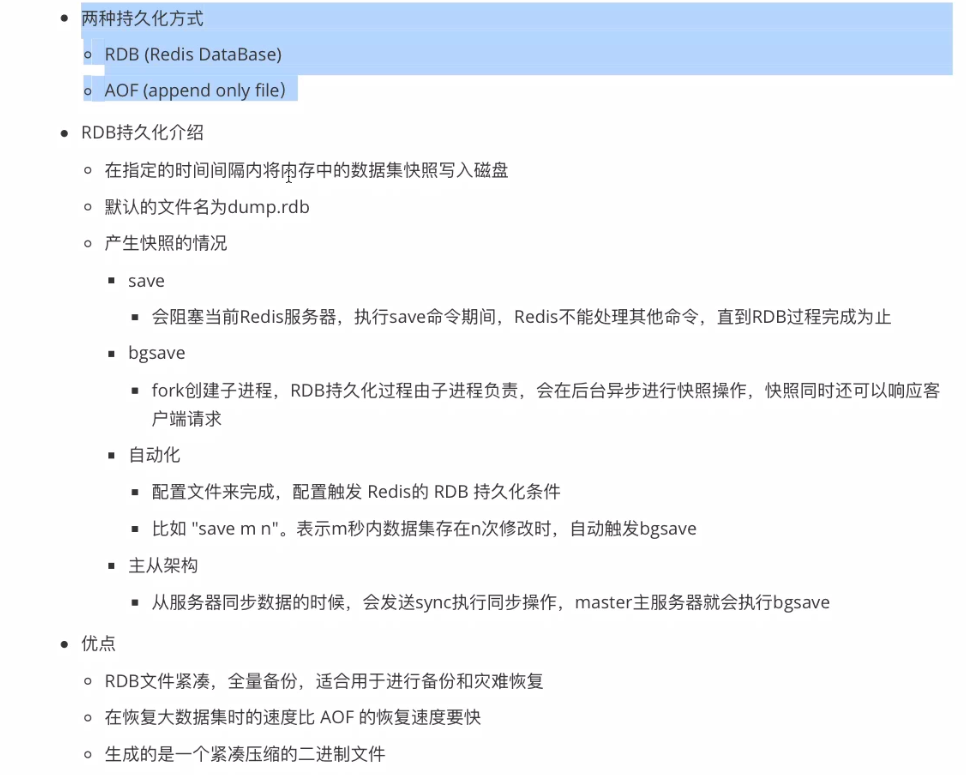 两种持久化方式
RDB (Redis DataBase)
AOF (append only file）
RDB持久化介绍
在指定的时间间隔内将内存中的数据集快照写入磁盘
默认的文件名为dump.rdb
产生快照的情况
save
会阻塞当前Redis服务器，执行save命令期间，Redis不能处理其他命令，直到RDB过程完成为止
bgsave
fork创建子进程，RDB持久化过程由子进程负责，会在后台异步进行快照操作，快照同时还可以响应客
户端请求
自动化
配置文件来完成，配置触发 Redis的 RDB 持久化条件
比如 "save m n"。表示m秒内数据集存在n次修改时，自动触发bgsave
主从架构
从服务器同步数据的时候，会发送sync执行同步操作，master主服务器就会执行bgsave
优点
RDB文件紧凑，全量备份，适合用于进行备份和灾难恢复
在恢复大数据集时的速度比 AOF 的恢复速度要快
生成的是一个紧凑压缩的二进制文件